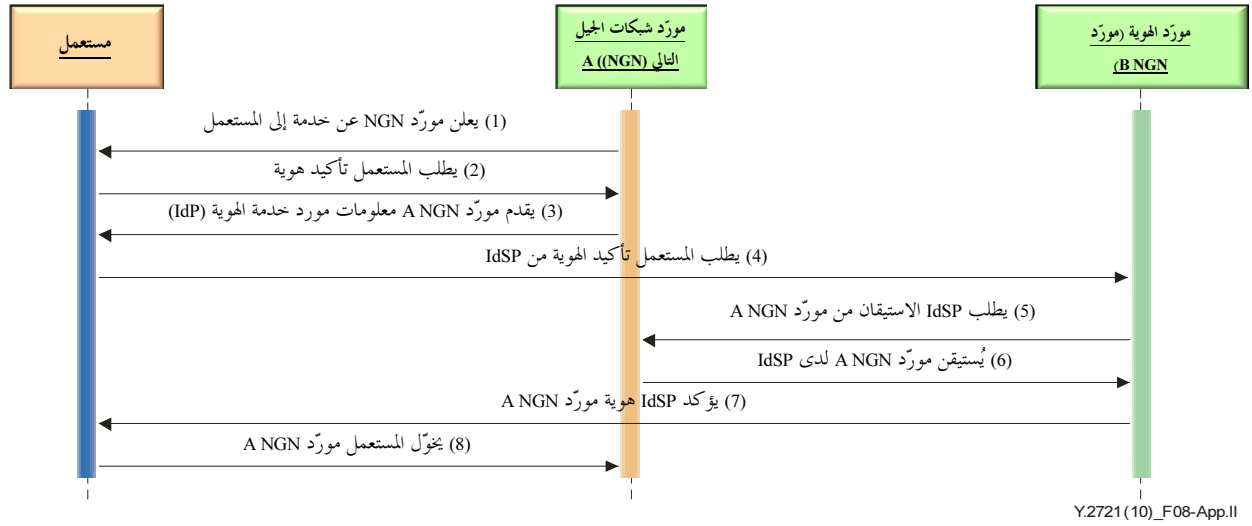 مستعمل
مورّد شبكات الجيل
التالي (NGN)) A
مورّد الهوية (مورّد
B NGN)
(1) يعلن مورّد NGN عن خدمة إلى المستعمل
(2) يطلب المستعمل تأكيد هوية
(3) يقدم مورّد A NGN معلومات مورد خدمة الهوية (IdP)
(4) يطلب المستعمل تأكيد الهوية من IdSP
(5) يطلب IdSP الاستيقان من مورّد A NGN
(6) يُستيقن مورّد A NGN لدى IdSP
(7) يؤكد IdSP هوية مورّد A NGN
(8) يخوّل المستعمل مورّد A NGN
Y.2721(10)_F08-App.II